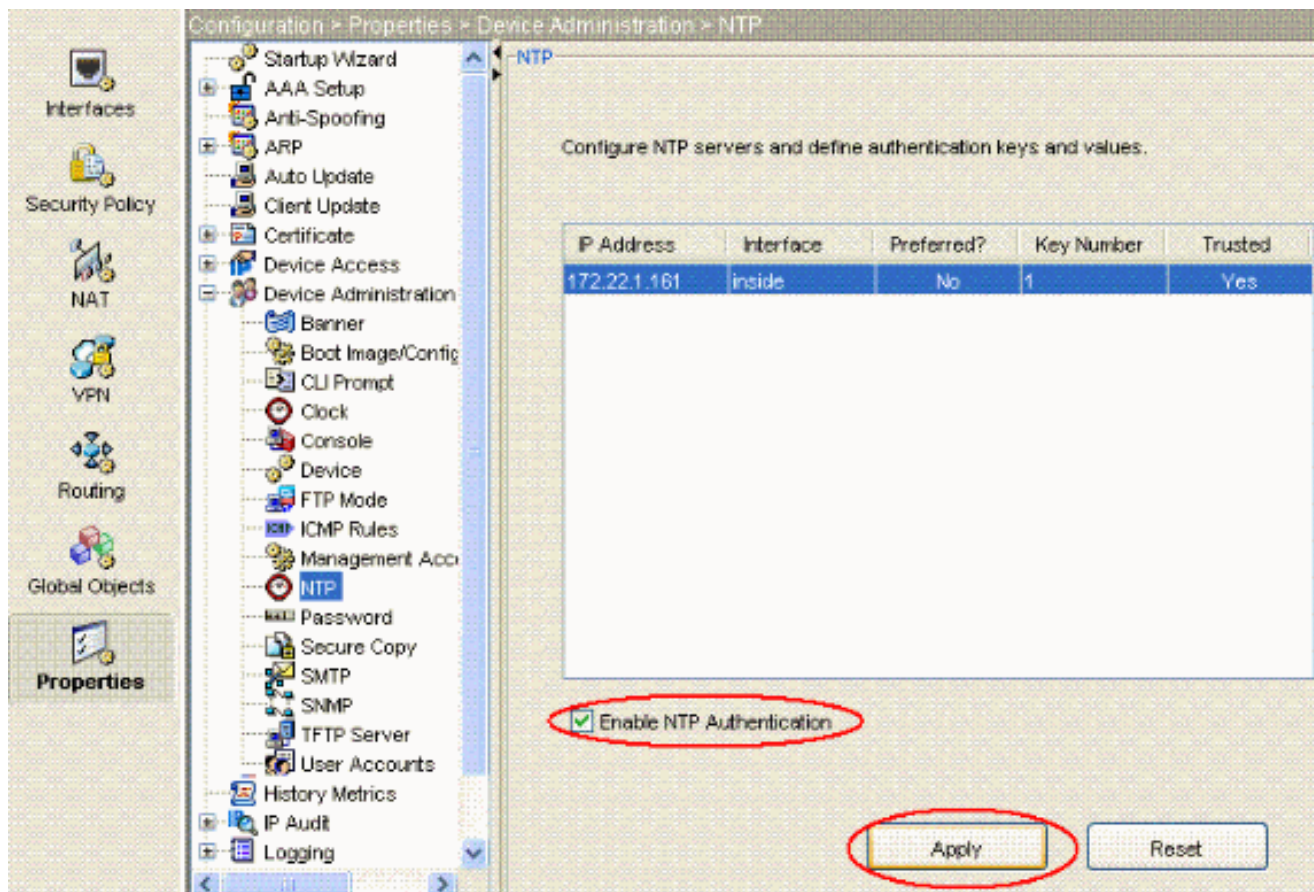 Configuration > Properties > Device Administration > NTP
Interfaces
Security Policy
NAT
VPN
Routing
Global Objects
Properties
Startup Wizard
AAA Setup
Anti-Spoofing
ARP
Auto Update
Client Update
Certificate
Device Access
Device Administration
Banner
Boot Image/Config
CLI Prompt
Clock
Console
Device
FTP Mode
ICMP
ICMP Rules
Management Acc
NTP
Password
Secure Copy
SMTP
SNMP
TFTP Server
User Accounts
History Metrics
IP Audit
Logging
NTP
Configure NTP servers and define authentication keys and values.
IP Address Interface Preferred? Key Number Trusted
172.22.1.161 inside No 1 Yes
Enable NTP Authentication
Apply Reset